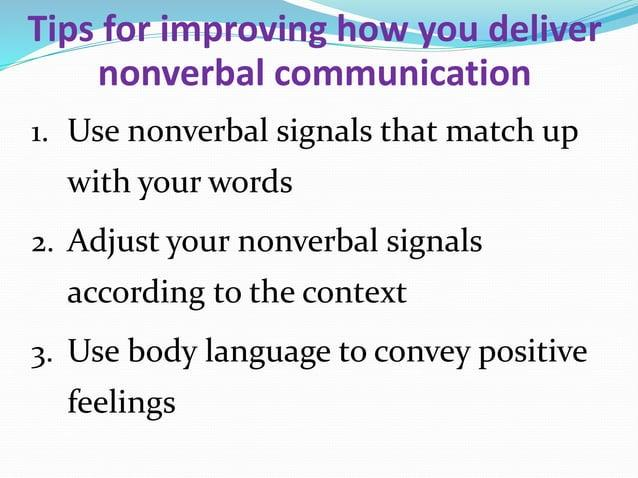 Tips for improving how you deliver
nonverbal communication
1. Use nonverbal signals that match up
with your words
2. Adjust your nonverbal signals
according to the context
3. Use body language to convey positive
feelings